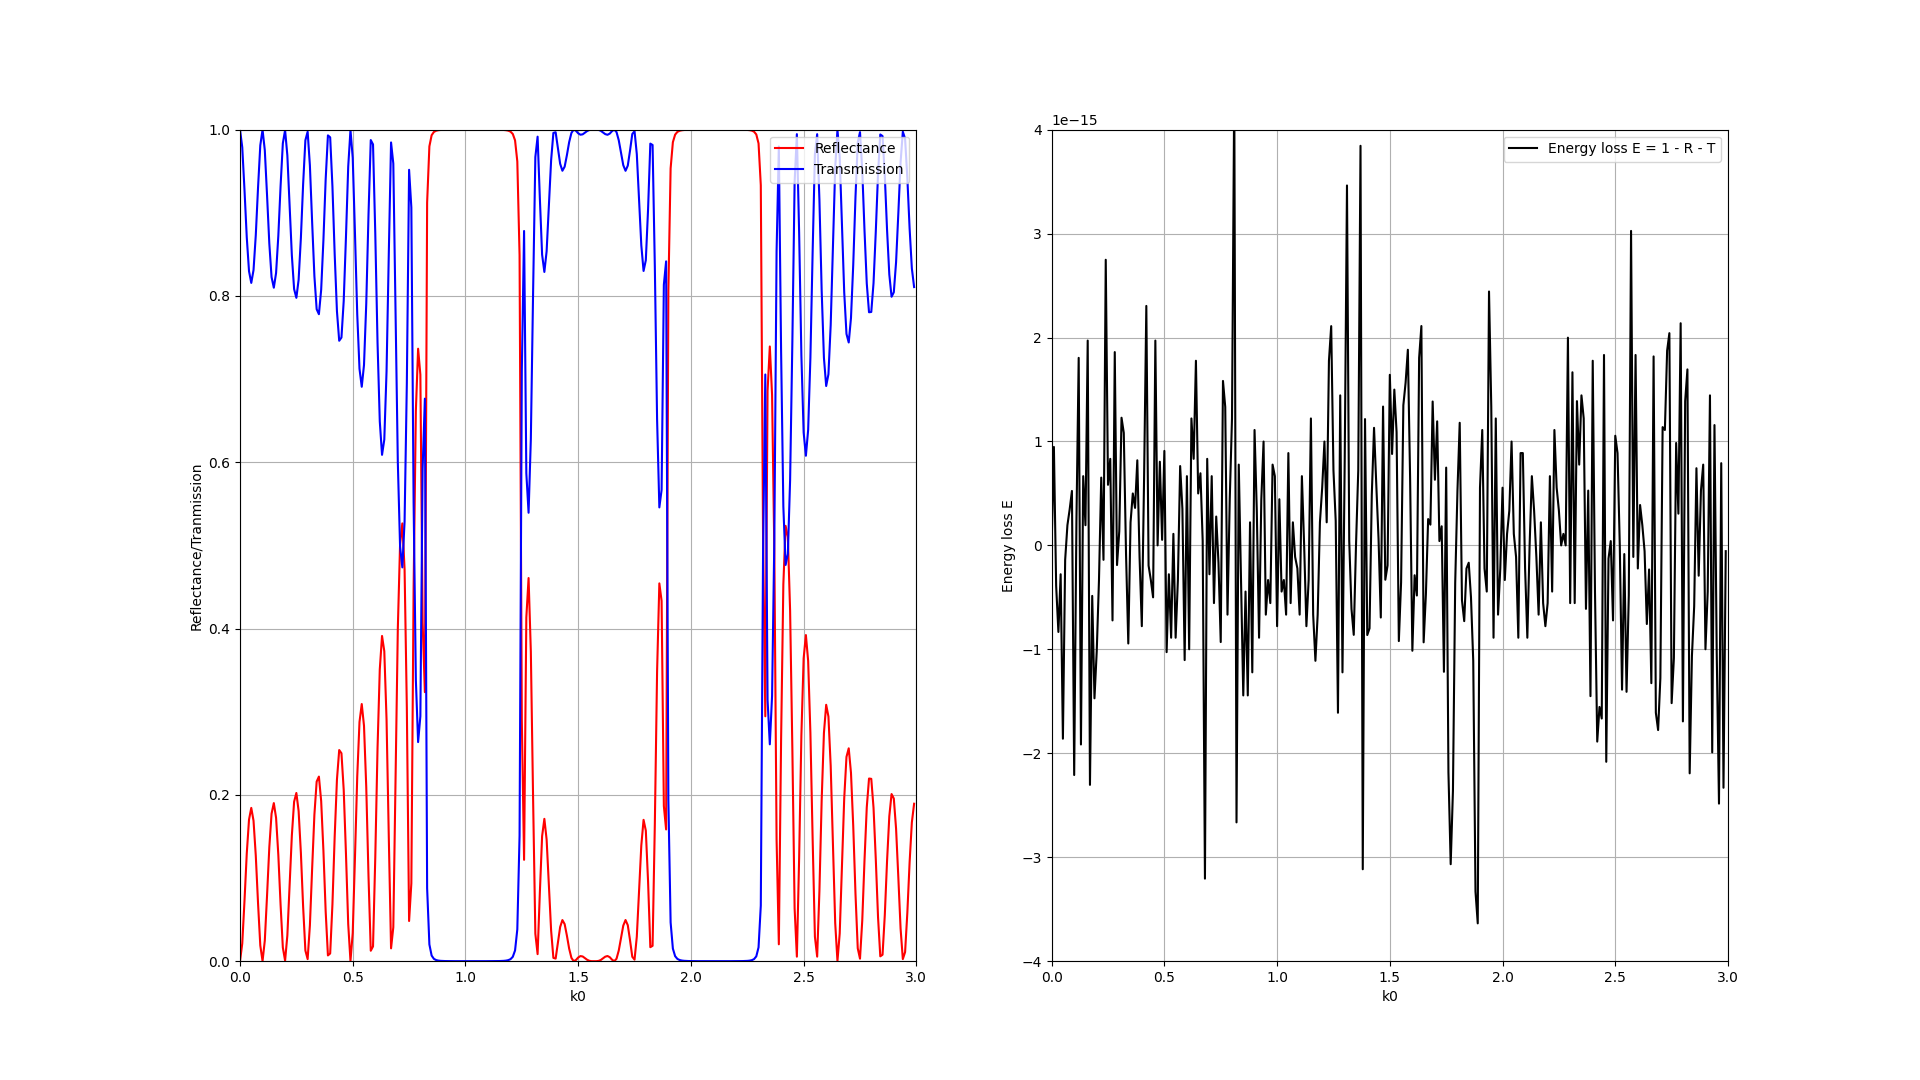 1.0
0.8
0.6
0.4
0.2
0.0
Reflectance/Tranmission
0.0 0.5 1.0 1.5 2.0 2.5 3.0
k0
Reflectance
Transmission
1e−15
4
3
2
1
0
−1
−2
−3
−4
Energy loss E
0.0 0.5 1.0 1.5 2.0 2.5 3.0
k0
Energy loss E = 1 - R - T